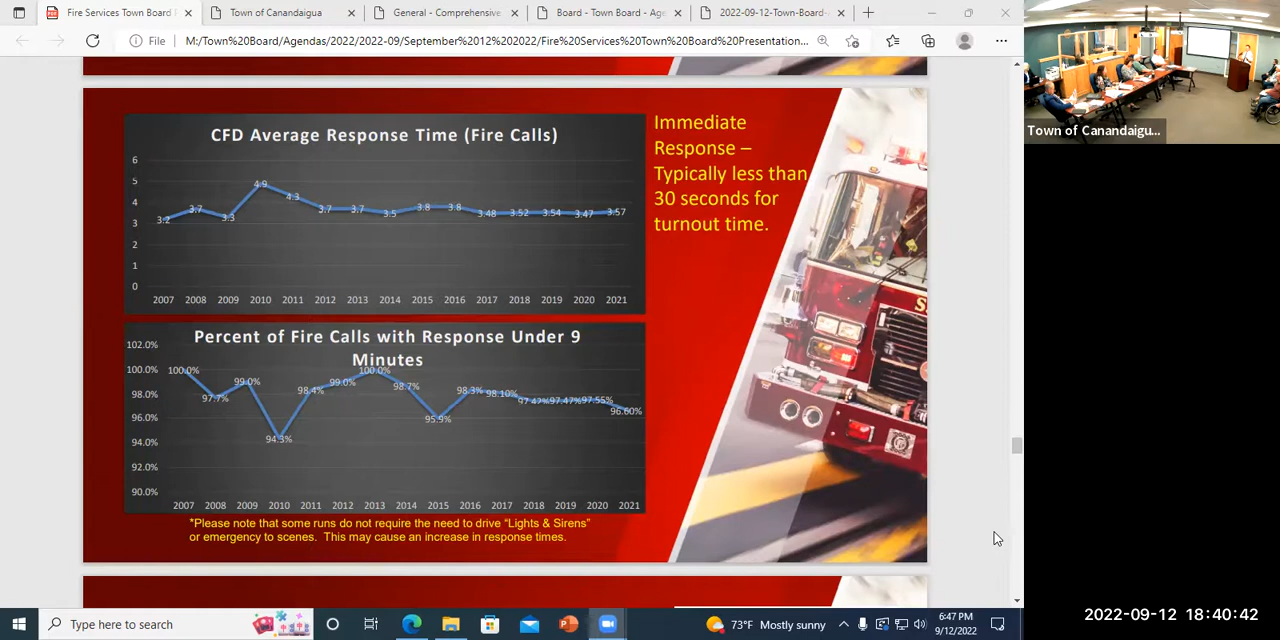 Fire Services Town Board
Town of Canandaigua
General - Comprehensive
Board - Town Board - Age
2022-09-12-Town-Board-
File
M:/Town%20Board/Agendas/2022/2022-09/September%2012%202022/Fire%20Services%20Town%20Board%20Presentation...
Town of Canandaigu...
CFD Average Response Time (Fire Calls)
6
5
4
3
2
1
0
3.2 3.7 3.3 4.9 4.3 3.7 3.7 3.5 3.8 3.8 3.48 3.52 3.54 3.47 3.57
2007 2008 2009 2010 2011 2012 2013 2014 2015 2016 2017 2018 2019 2020 2021
Immediate
Response –
Typically less than
30 seconds for
turnout time.
Percent of Fire Calls with Response Under 9
Minutes
102.0%
100.0%
98.0%
96.0%
94.0%
92.0%
90.0%
100.0% 97.7% 99.0% 94.3% 98.4% 99.0% 100.0% 98.7% 95.9% 98.3% 98.10% 97.47% 97.47% 97.55% 96.60%
2007 2008 2009 2010 2011 2012 2013 2014 2015 2016 2017 2018 2019 2020 2021
*Please note that some runs do not require the need to drive “Lights & Sirens”
or emergency to scenes. This may cause an increase in response times.
Type here to search
73°F Mostly sunny
6:47 PM
9/12/2022
2022-09-12 18:40:42